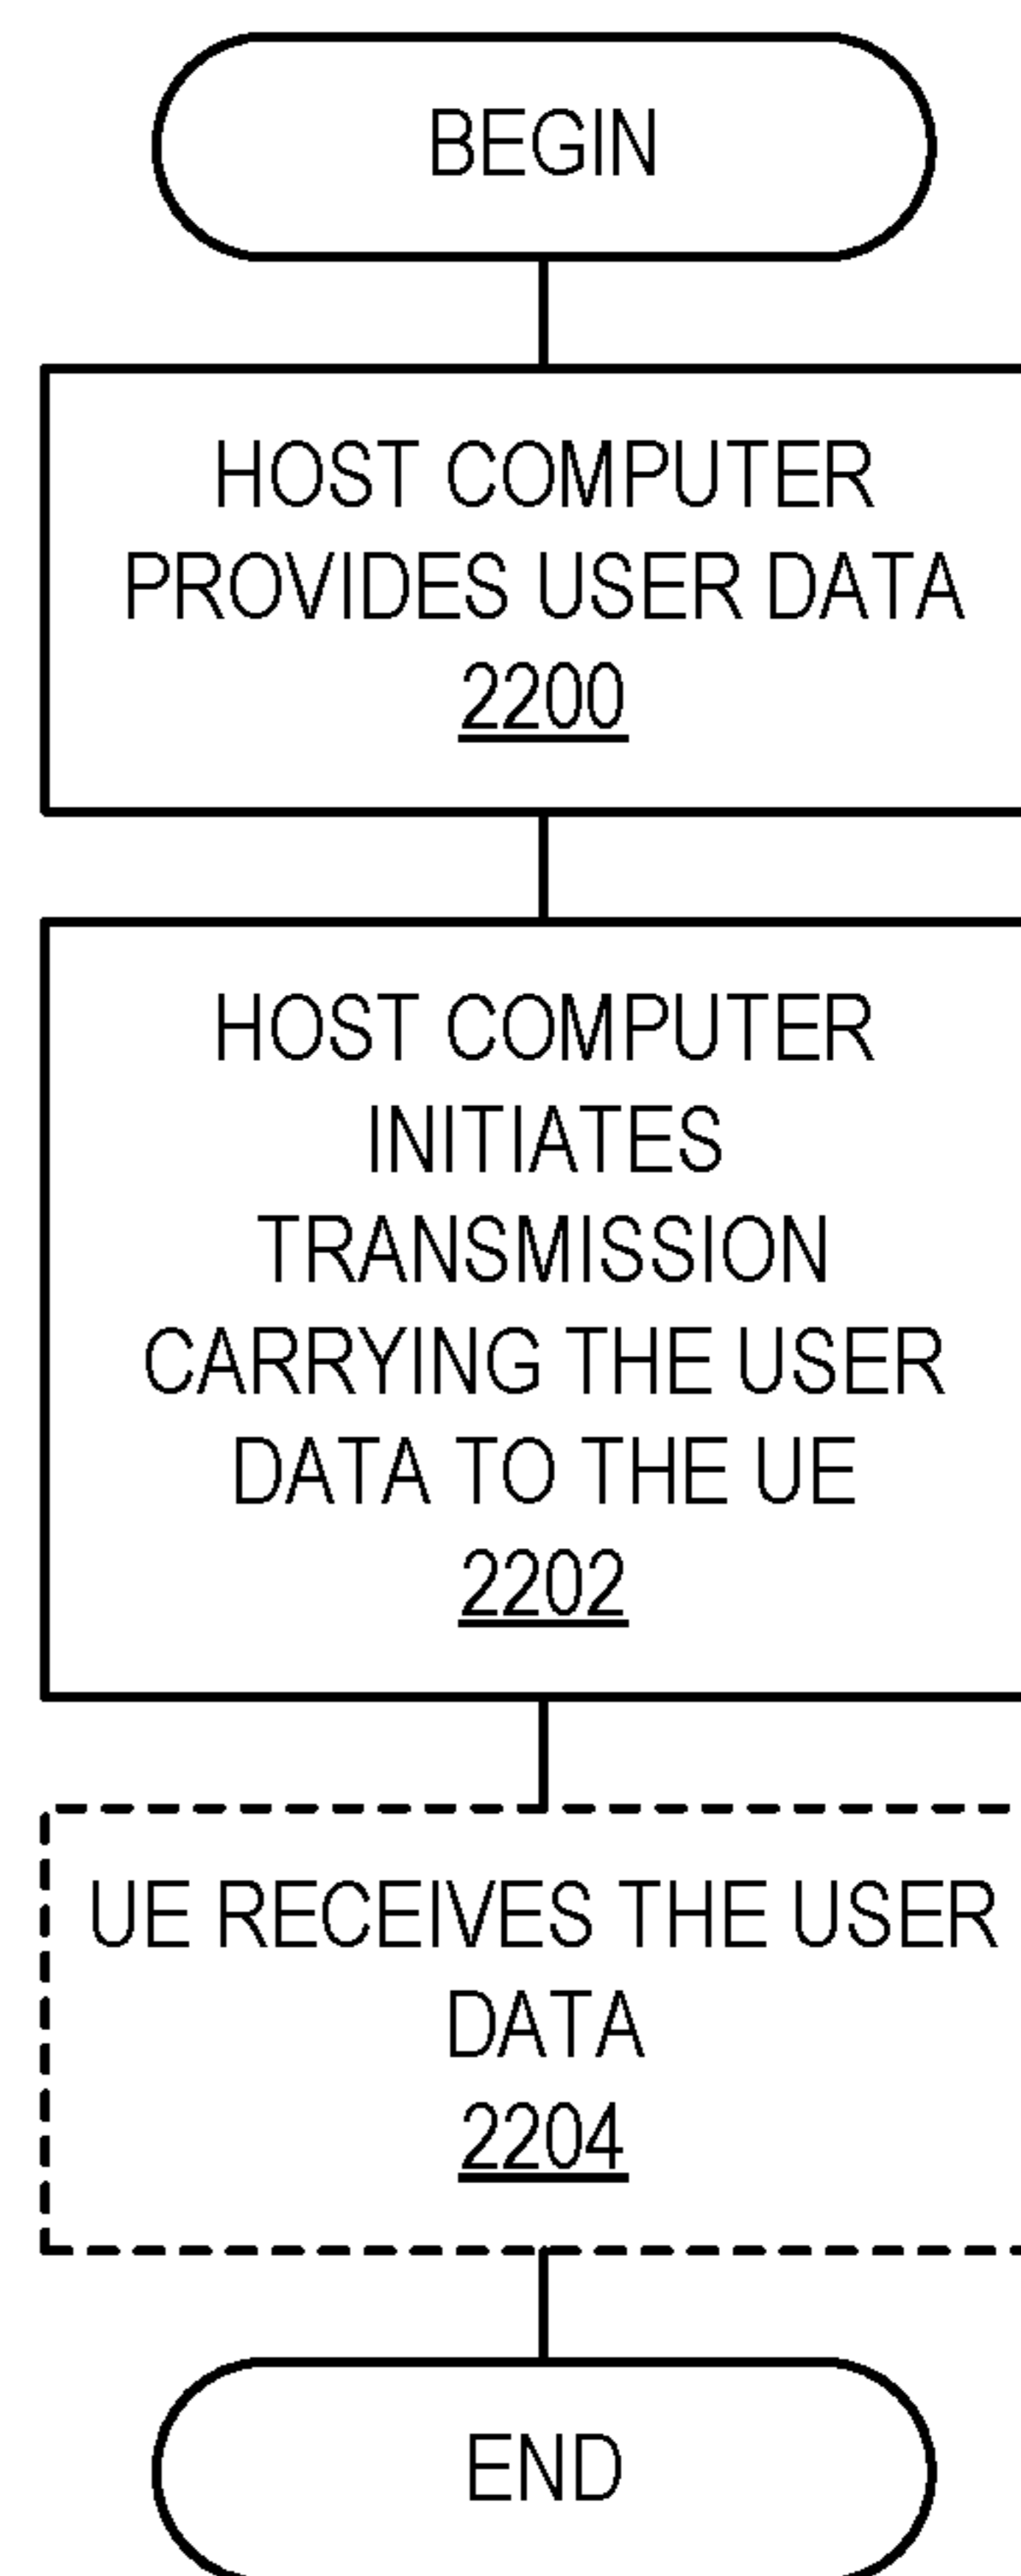 BEGIN
HOST COMPUTER
PROVIDES USER DATA
2200
HOST COMPUTER
INITIATES
TRANSMISSION
CARRYING THE USER
DATA TO THE UE
2202
UE RECEIVES THE USER
DATA
2204
END